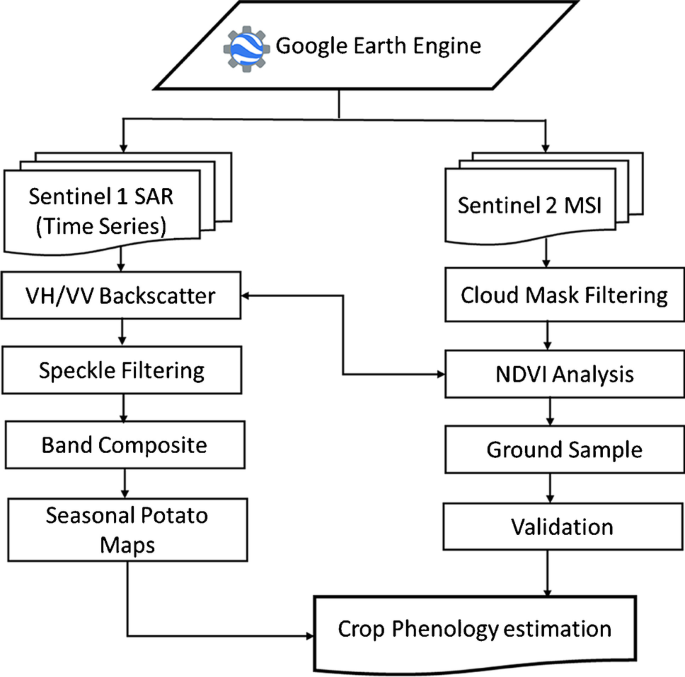 Google Earth Engine
Sentinel 1 SAR
(Time Series)
VH/VV Backscatter
Speckle Filtering
Band Composite
Seasonal Potato
Maps
Sentinel 2 MSI
Cloud Mask Filtering
NDVI Analysis
Ground Sample
Validation
Crop Phenology estimation